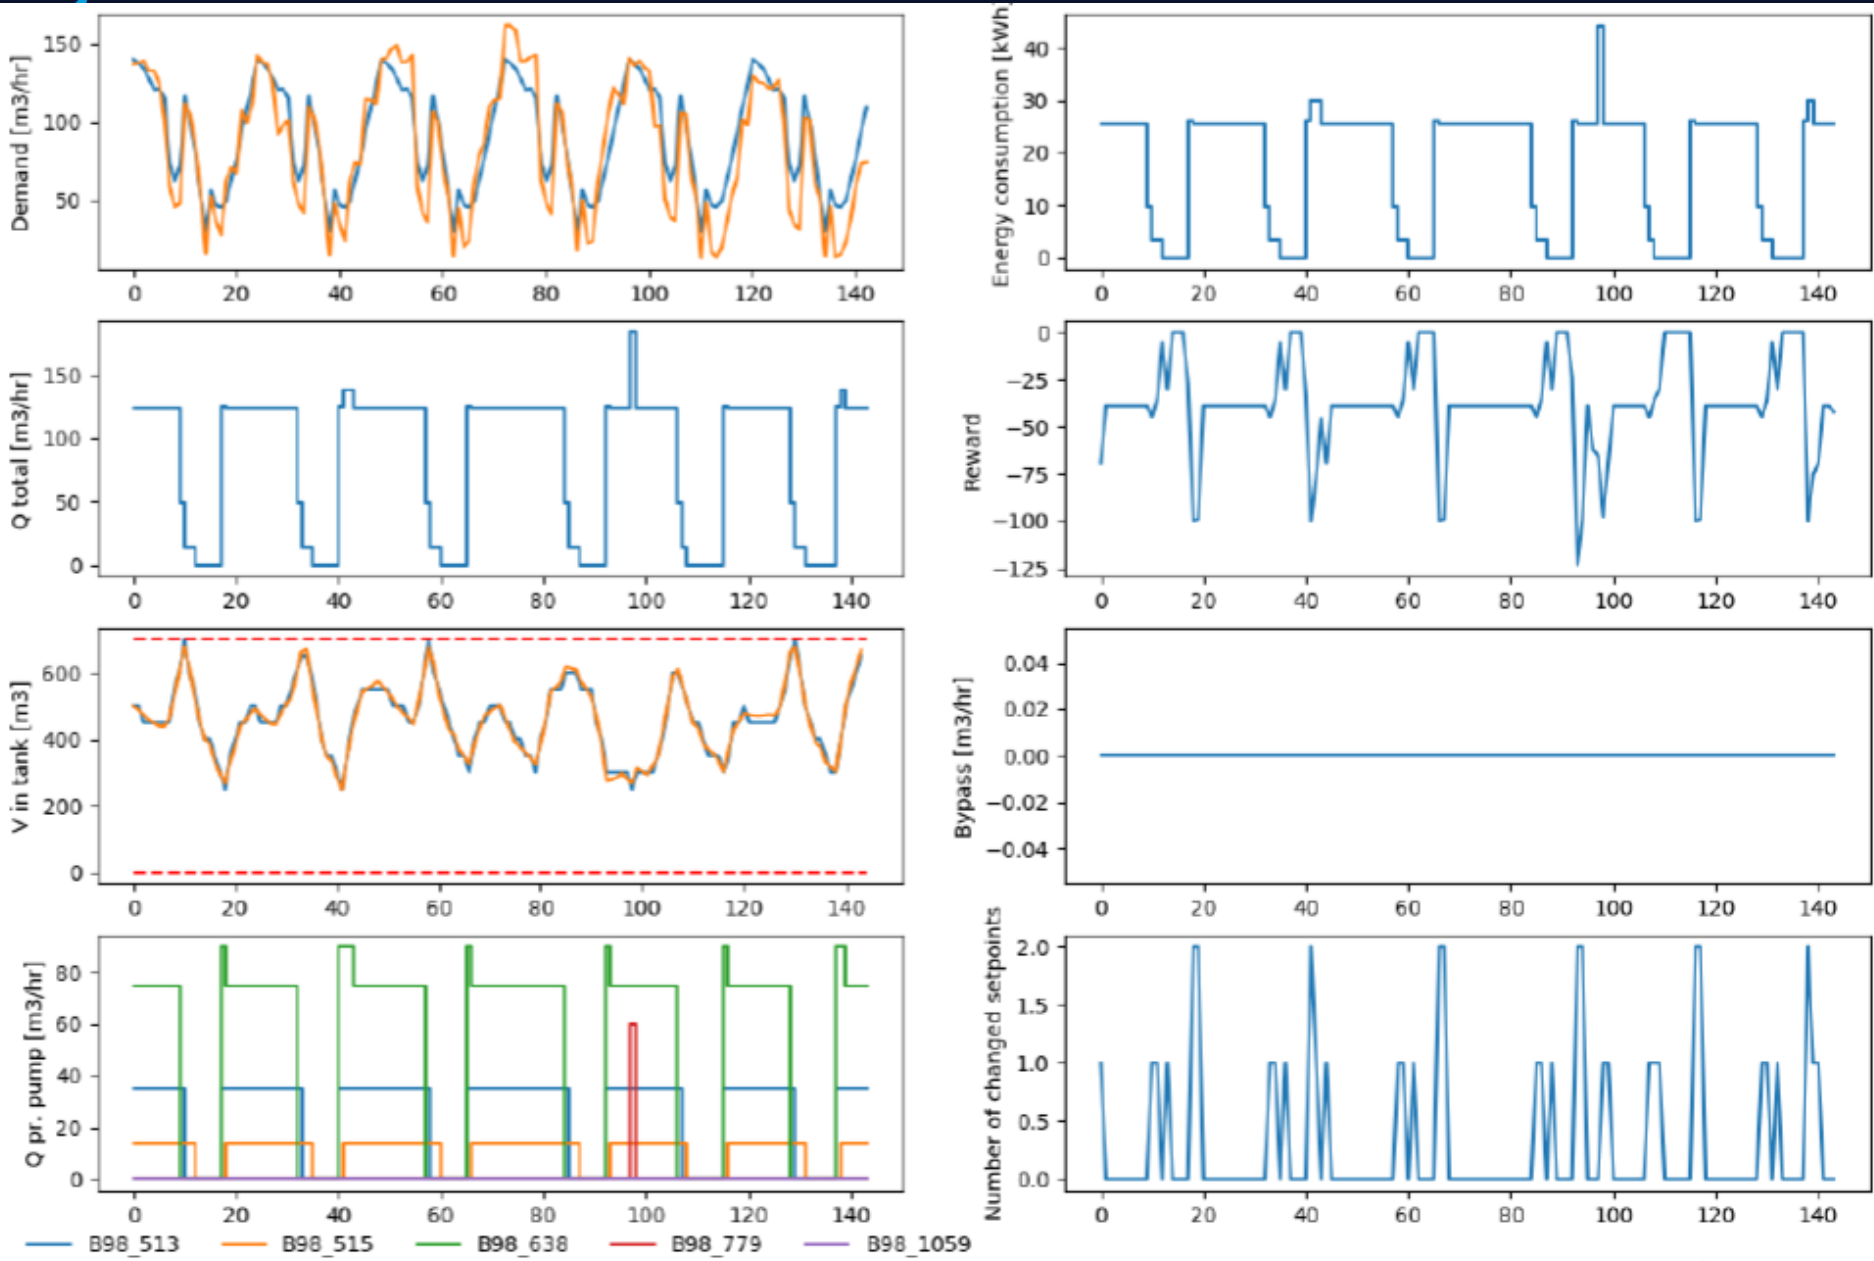 Demand [m3/hr]
150
100
50
0 20 40 60 80 100 120 140
Energy consumption [kWh]
40
30
20
10
0
0 20 40 60 80 100 120 140
Q total [m3/hr]
150
100
50
0
0 20 40 60 80 100 120 140
Reward
0
−25
−50
−75
−100
−125
0 20 40 60 80 100 120 140
V in tank [m3]
600
400
200
0
0 20 40 60 80 100 120 140
Bypass [m3/hr]
0.04
0.02
0.00
−0.02
−0.04
0 20 40 60 80 100 120 140
Q pr. pump [m3/hr]
80
60
40
20
0
0 20 40 60 80 100 120 140
Number of changed setpoints
2.0
1.5
1.0
0.5
0.0
0 20 40 60 80 100 120 140
B98_513 B98_515 B98_638 B98_779 B98_1059